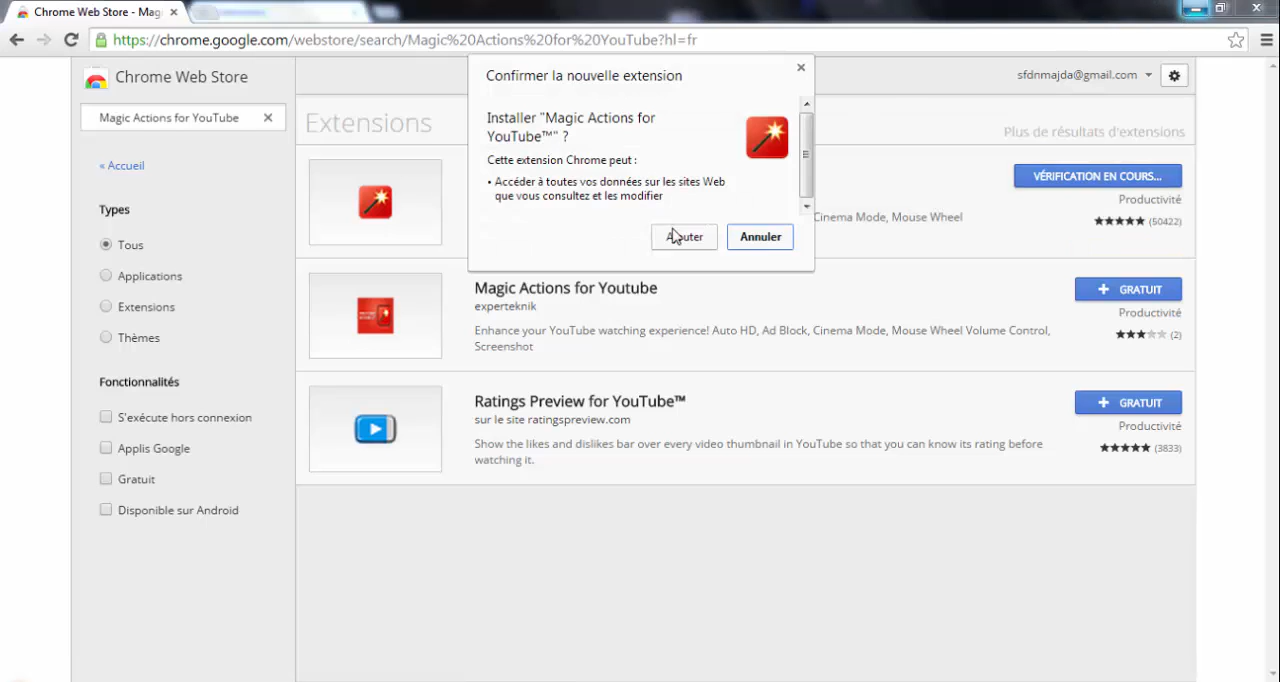 Chrome Web Store - Mag
https://chrome.google.com/webstore/search/Magic%20Actions%20for%20YouTube?hl=fr
Chrome Web Store
sfdnmajda@gmail.com
Magic Actions for YouTube
« Accueil
Types
Tous
Applications
Extensions
Thèmes
Fonctionnalités
S'exécute hors connexion
Applis Google
Gratuit
Disponible sur Android
Extensions
Plus de résultats d'extensions
Confirmer la nouvelle extension
Installer "Magic Actions for
YouTube™" ?
Cette extension Chrome peut :
• Accéder à toutes vos données sur les sites Web
que vous consultez et les modifier
Ajouter
Annuler
VÉRIFICATION EN COURS...
Productivité
Cinema Mode, Mouse Wheel
(50422)
Magic Actions for Youtube
experteknik
Enhance your YouTube watching experience! Auto HD, Ad Block, Cinema Mode, Mouse Wheel Volume Control,
Screenshot
+ GRATUIT
Productivité
(2)
Ratings Preview for YouTube™
sur le site ratingspreview.com
Show the likes and dislikes bar over every video thumbnail in YouTube so that you can know its rating before
watching it.
+ GRATUIT
Productivité
(3833)